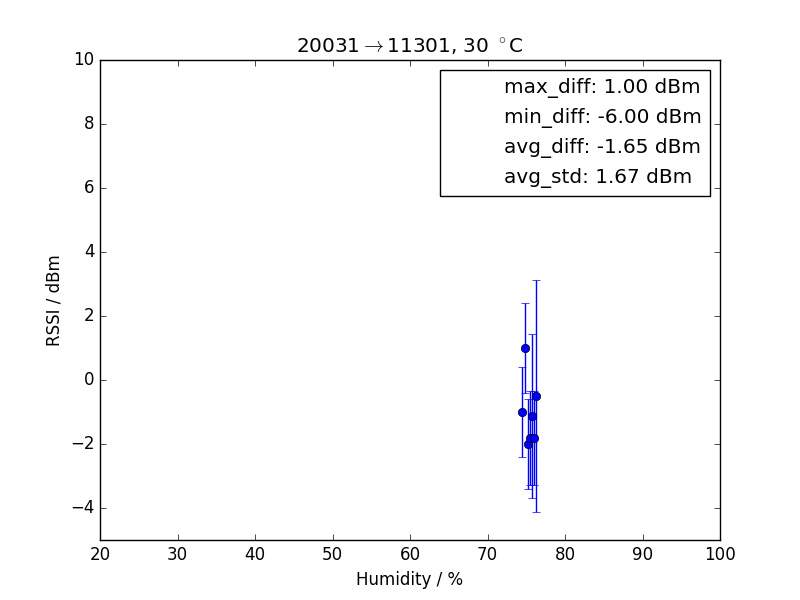 20031→11301, 30 °C
max_diff: 1.00 dBm
min_diff: -6.00 dBm
avg_diff: -1.65 dBm
avg_std: 1.67 dBm
10
8
6
4
2
0
−2
−4
RSSI / dBm
20 30 40 50 60 70 80 90 100
Humidity / %